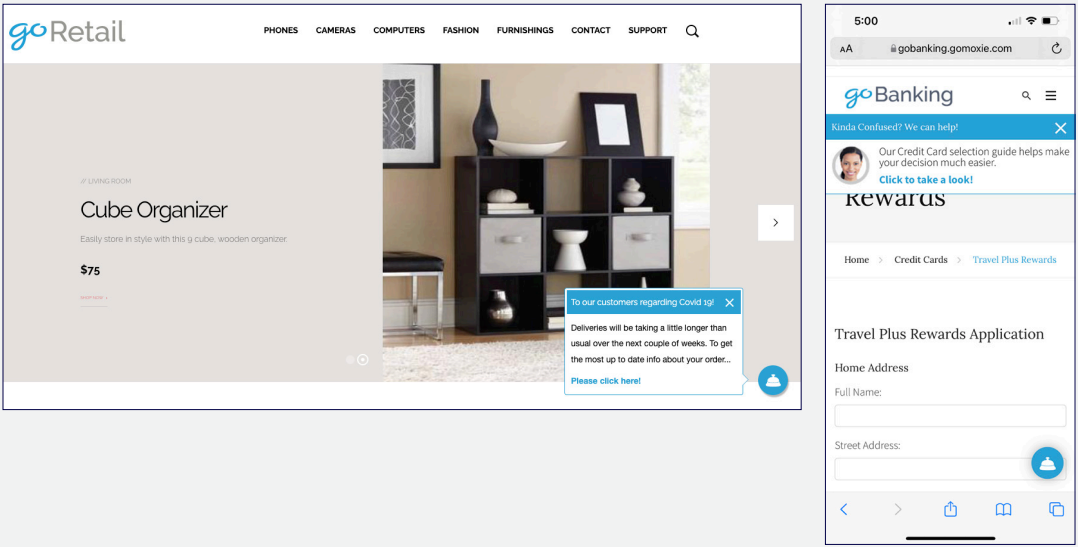 goRetail
PHONES CAMERAS COMPUTERS FASHION FURNISHINGS CONTACT SUPPORT
// LIVING ROOM
Cube Organizer
Easily store in style with this 9 cube, wooden organizer.
$75
SHOP NOW
To our customers regarding Covid 19!
Deliveries will be taking a little longer than
usual over the next couple of weeks. To get
the most up to date info about your order...
Please click here!
5:00
AA gobanking.gomoxie.com
goBanking
Kinda Confused? We can help!
Our Credit Card selection guide helps make
your decision much easier.
Click to take a look!
Rewards
Home > Credit Cards > Travel Plus Rewards
Travel Plus Rewards Application
Home Address
Full Name:
Street Address: